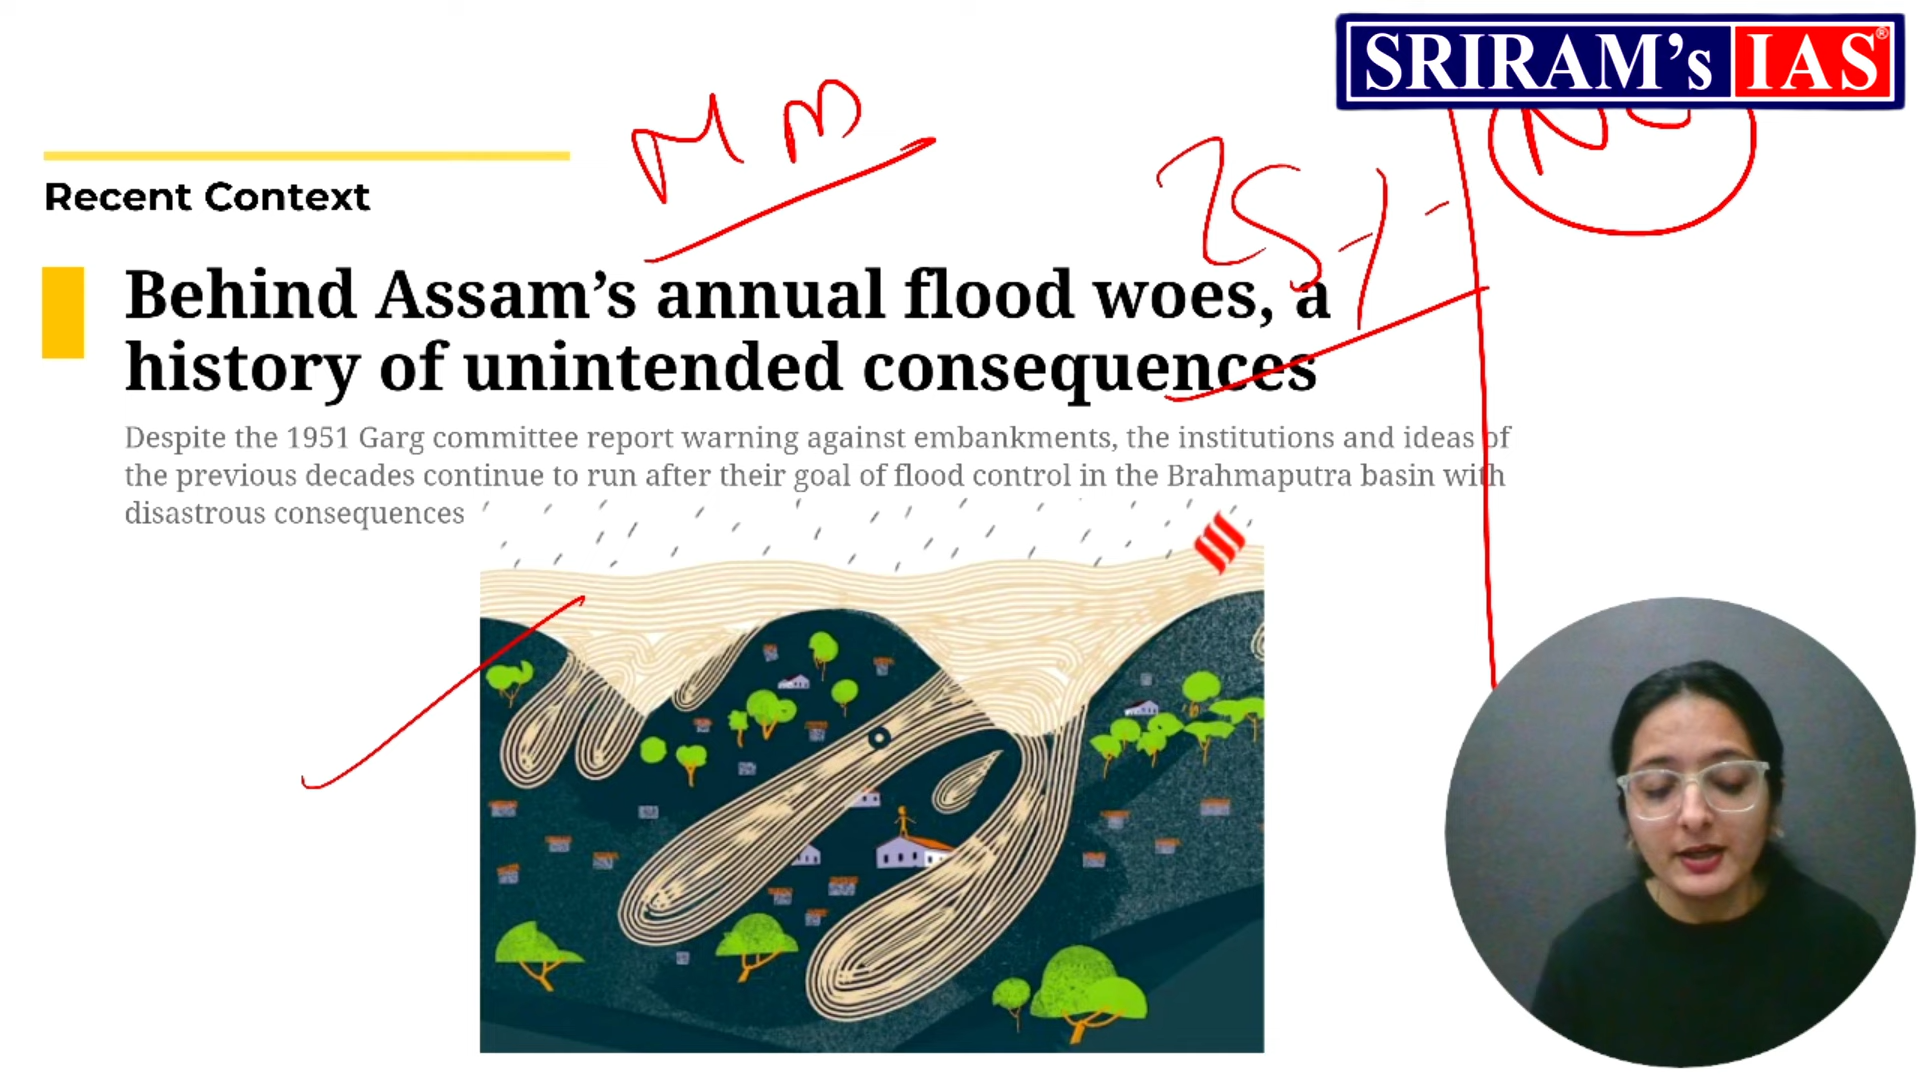 SRIRAM's IAS®
Recent Context
25%
Behind Assam's annual flood woes, a
history of unintended consequences
Despite the 1951 Garg committee report warning against embankments, the institutions and ideas of
the previous decades continue to run after their goal of flood control in the Brahmaputra basin with
disastrous consequences